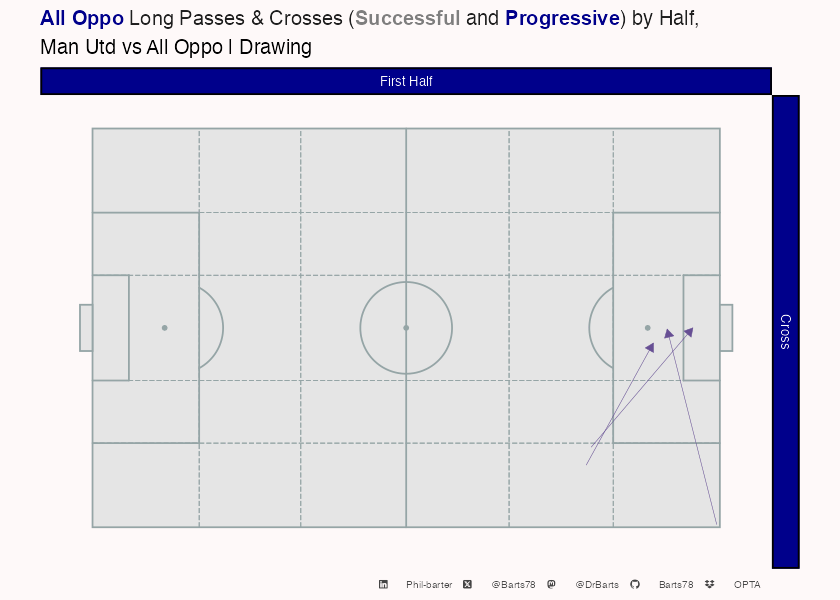 All Oppo Long Passes & Crosses (Successful and Progressive) by Half,
Man Utd vs All Oppo | Drawing
First Half
Cross
Phil-barter @Barts78 @DrBarts Barts78 OPTA